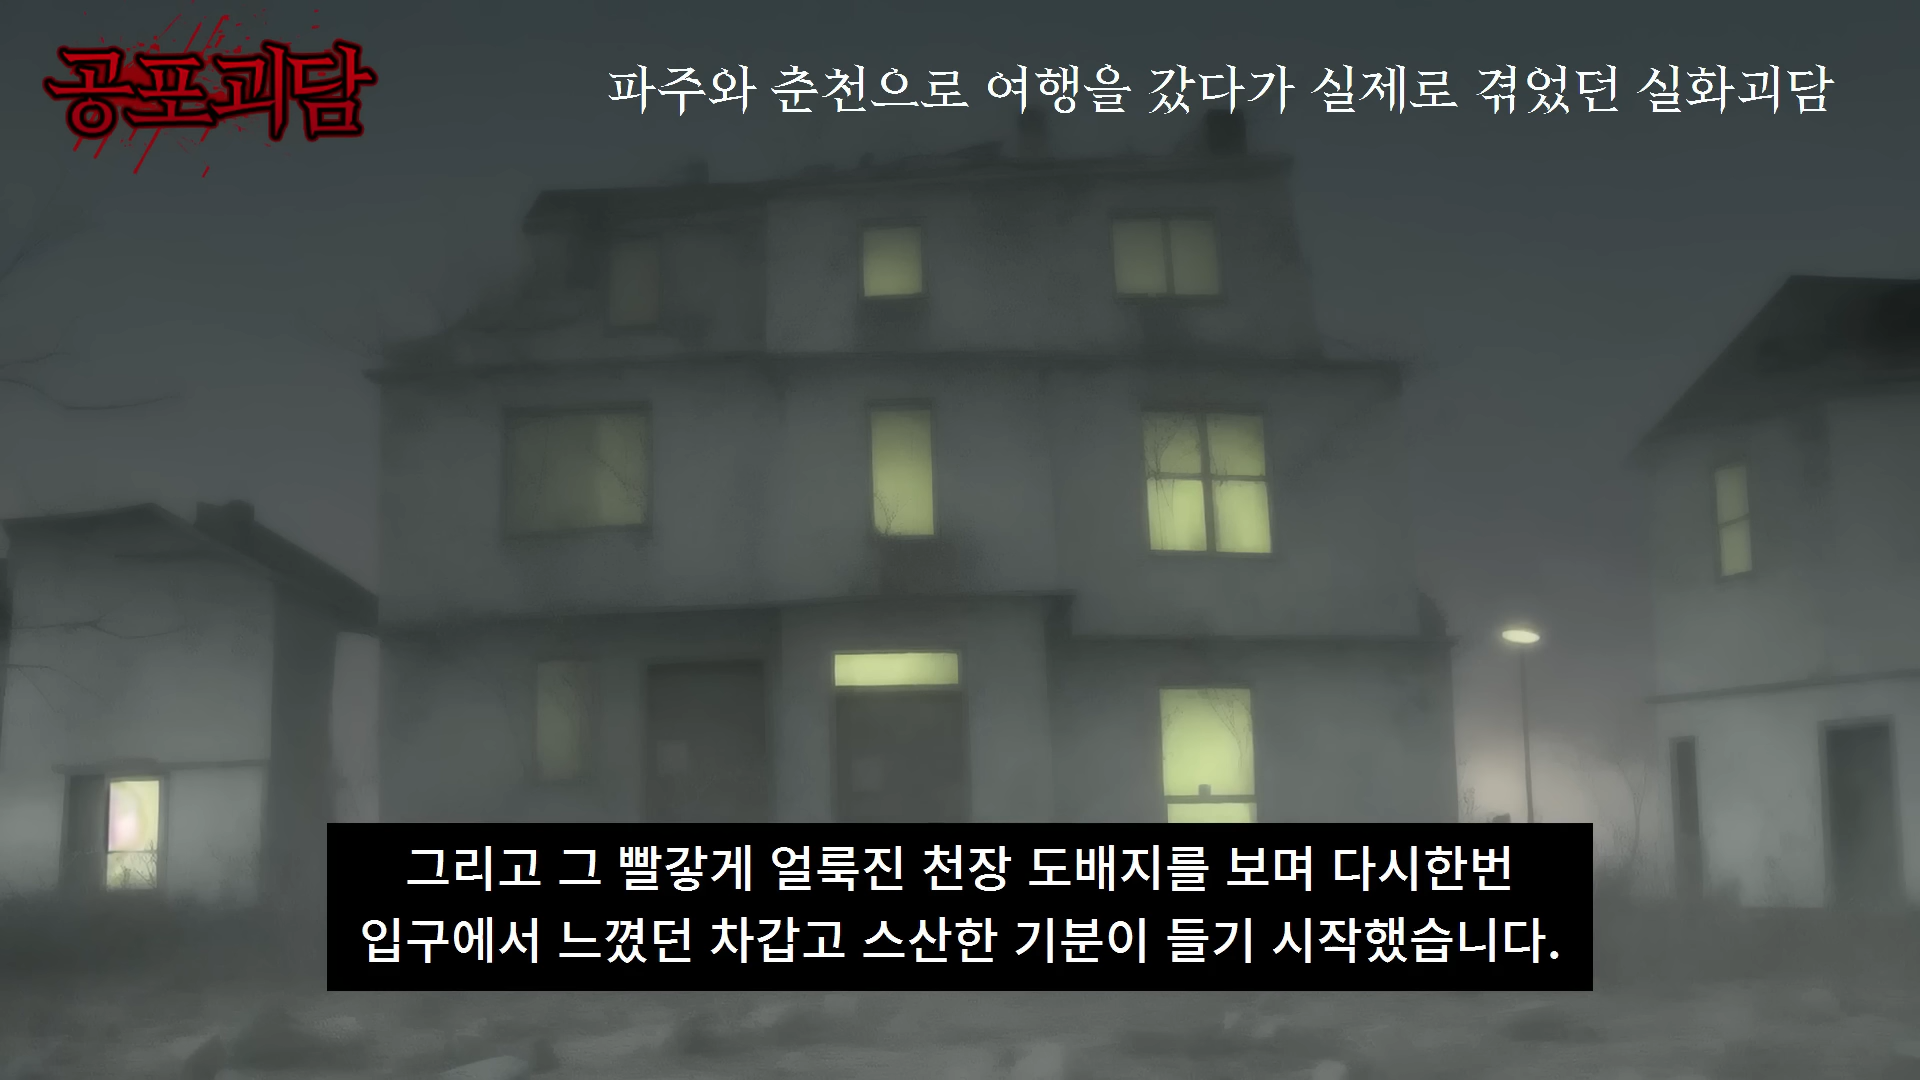 공포괴담
파주와 춘천으로 여행을 갔다가 실제로 겪었던 실화괴담
그리고 그 빨갛게 얼룩진 천장 도배지를 보며 다시한번
입구에서 느꼈던 차갑고 스산한 기분이 들기 시작했습니다.